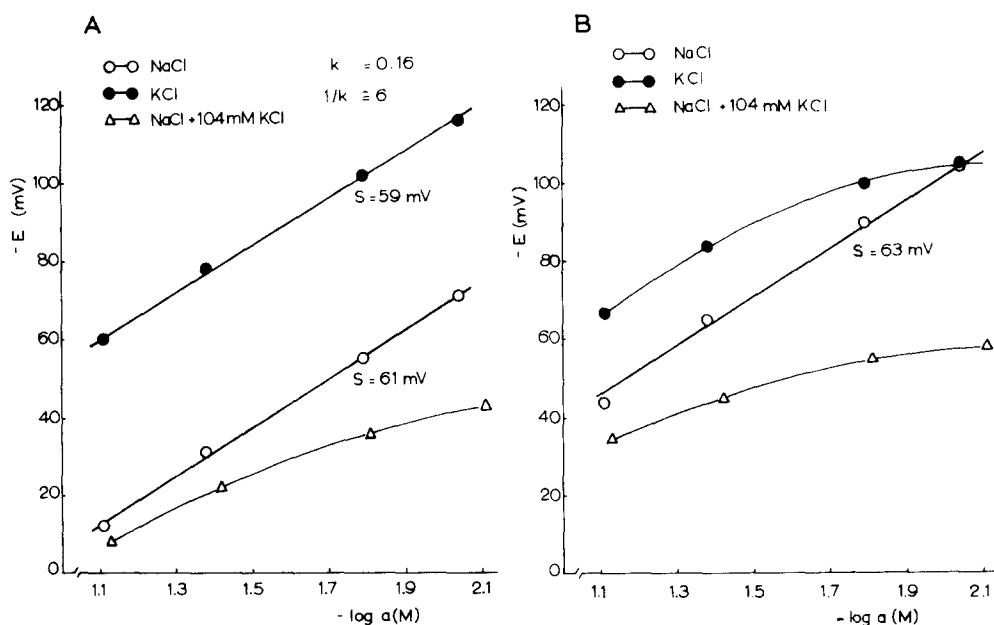 A
NaCl
KCl
NaCl + 104 mM KCl
k = 0.16
1/k ≅ 6
- E (mV)
120
100
80
60
40
20
0
S = 59 mV
S = 61 mV
1.1
1.3
1.5
1.7
1.9
2.1
- log a (M)
B
NaCl
KCl
NaCl + 104 mM KCl
- E (mV)
120
100
80
60
40
20
0
S = 63 mV
1.1
1.3
1.5
1.7
1.9
2.1
- log a (M)